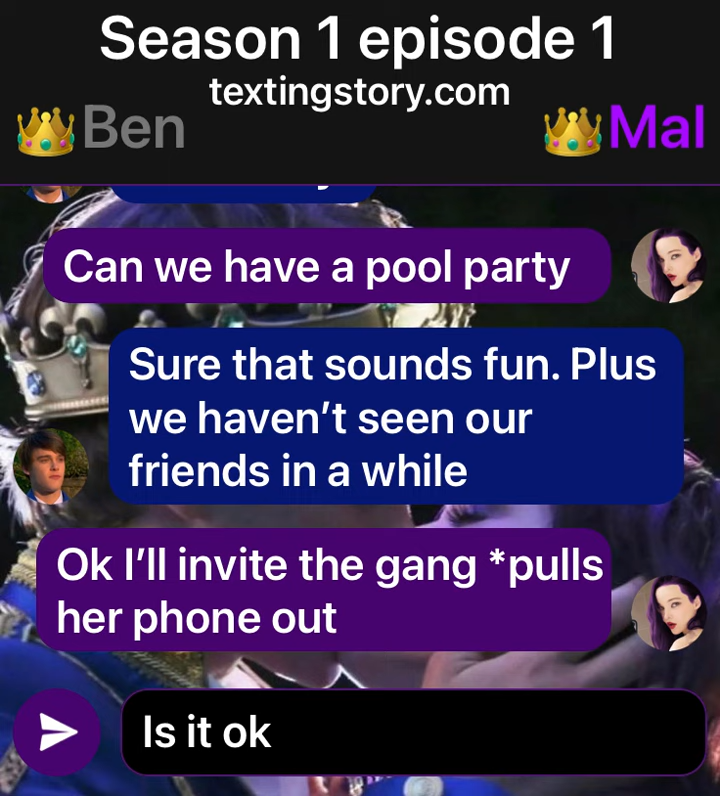 Season 1 episode 1
textingstory.com
👑Ben
👑Mal
Can we have a pool party
Sure that sounds fun. Plus
we haven’t seen our
friends in a while
Ok I’ll invite the gang *pulls
her phone out
Is it ok